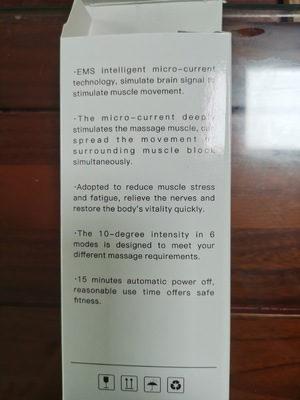 ·EMS intelligent micro-current
technology, simulate brain signal to
stimulate muscle movement.
·The micro-current deeply
stimulates the massage muscle, can
spread the movement
surrounding muscle block
simultaneously.
·Adopted to reduce muscle stress
and fatigue, relieve the nerves and
restore the body's vitality quickly.
·The 10-degree intensity in 6
modes is designed to meet your
different massage requirements.
·15 minutes automatic power off,
reasonable use time offers safe
fitness.